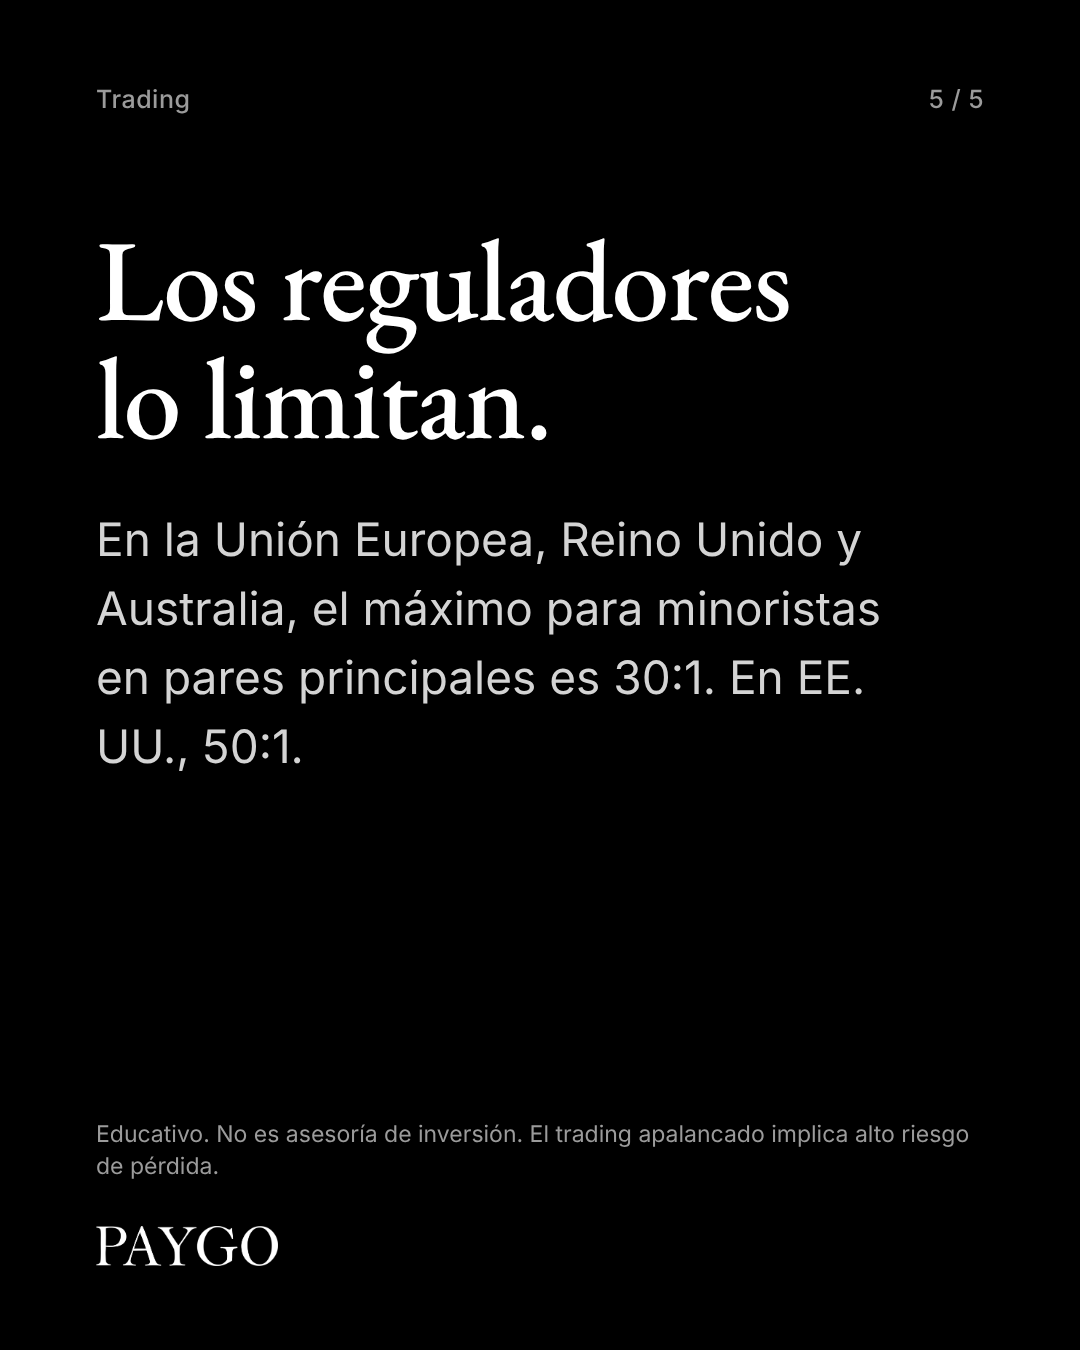 Trading
5 / 5
Los reguladores
lo limitan.
En la Unión Europea, Reino Unido y
Australia, el máximo para minoristas
en pares principales es 30:1. En EE.
UU., 50:1.
Educativo. No es asesoría de inversión. El trading apalancado implica alto riesgo
de pérdida.
PAYGO